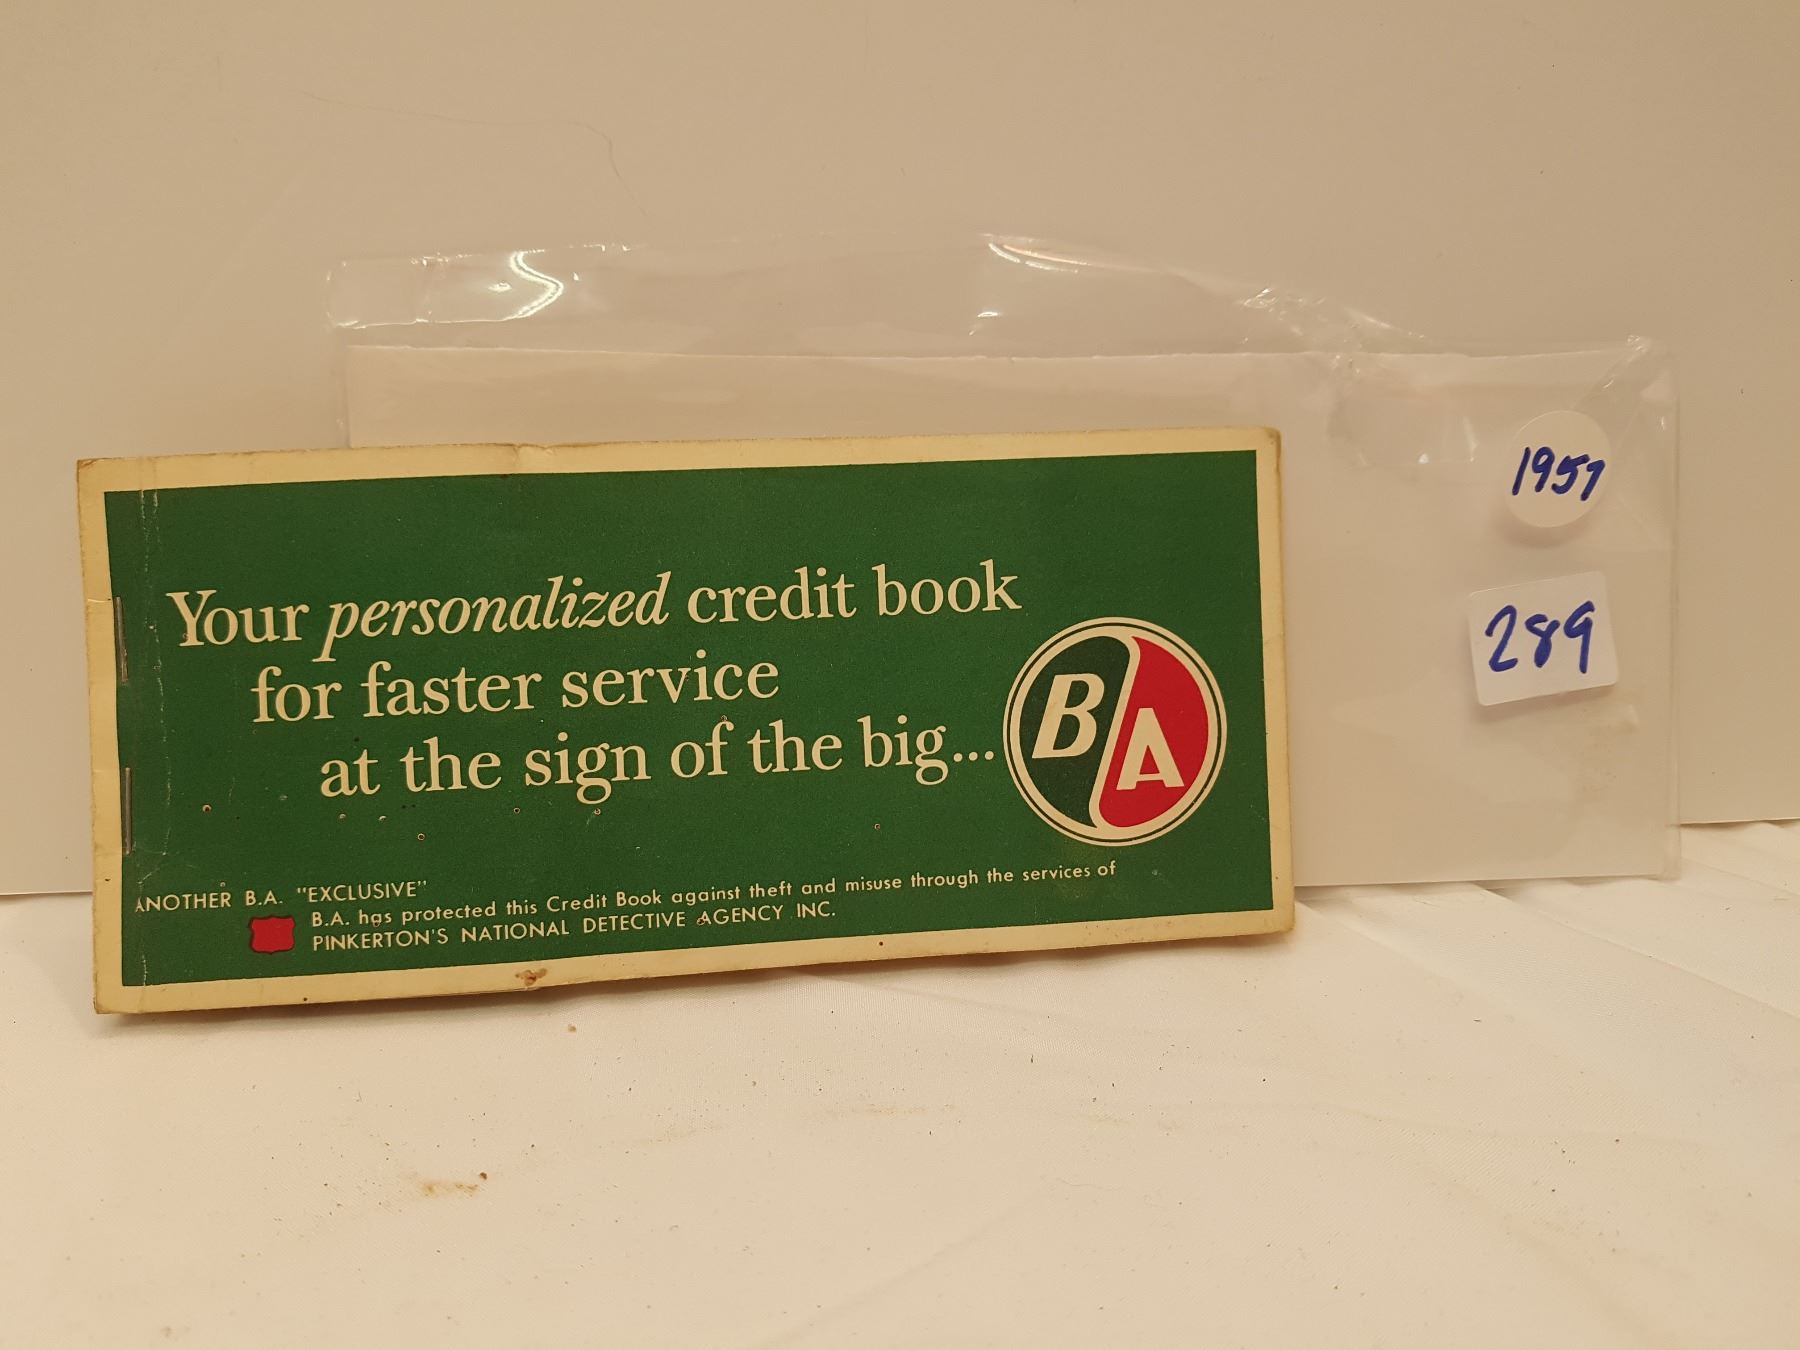 Your personalized credit book
for faster service
at the sign of the big...
B/A
ANOTHER B.A. "EXCLUSIVE"
B.A. has protected this Credit Book against theft and misuse through the services of
PINKERTON'S NATIONAL DETECTIVE AGENCY INC.
1957
289